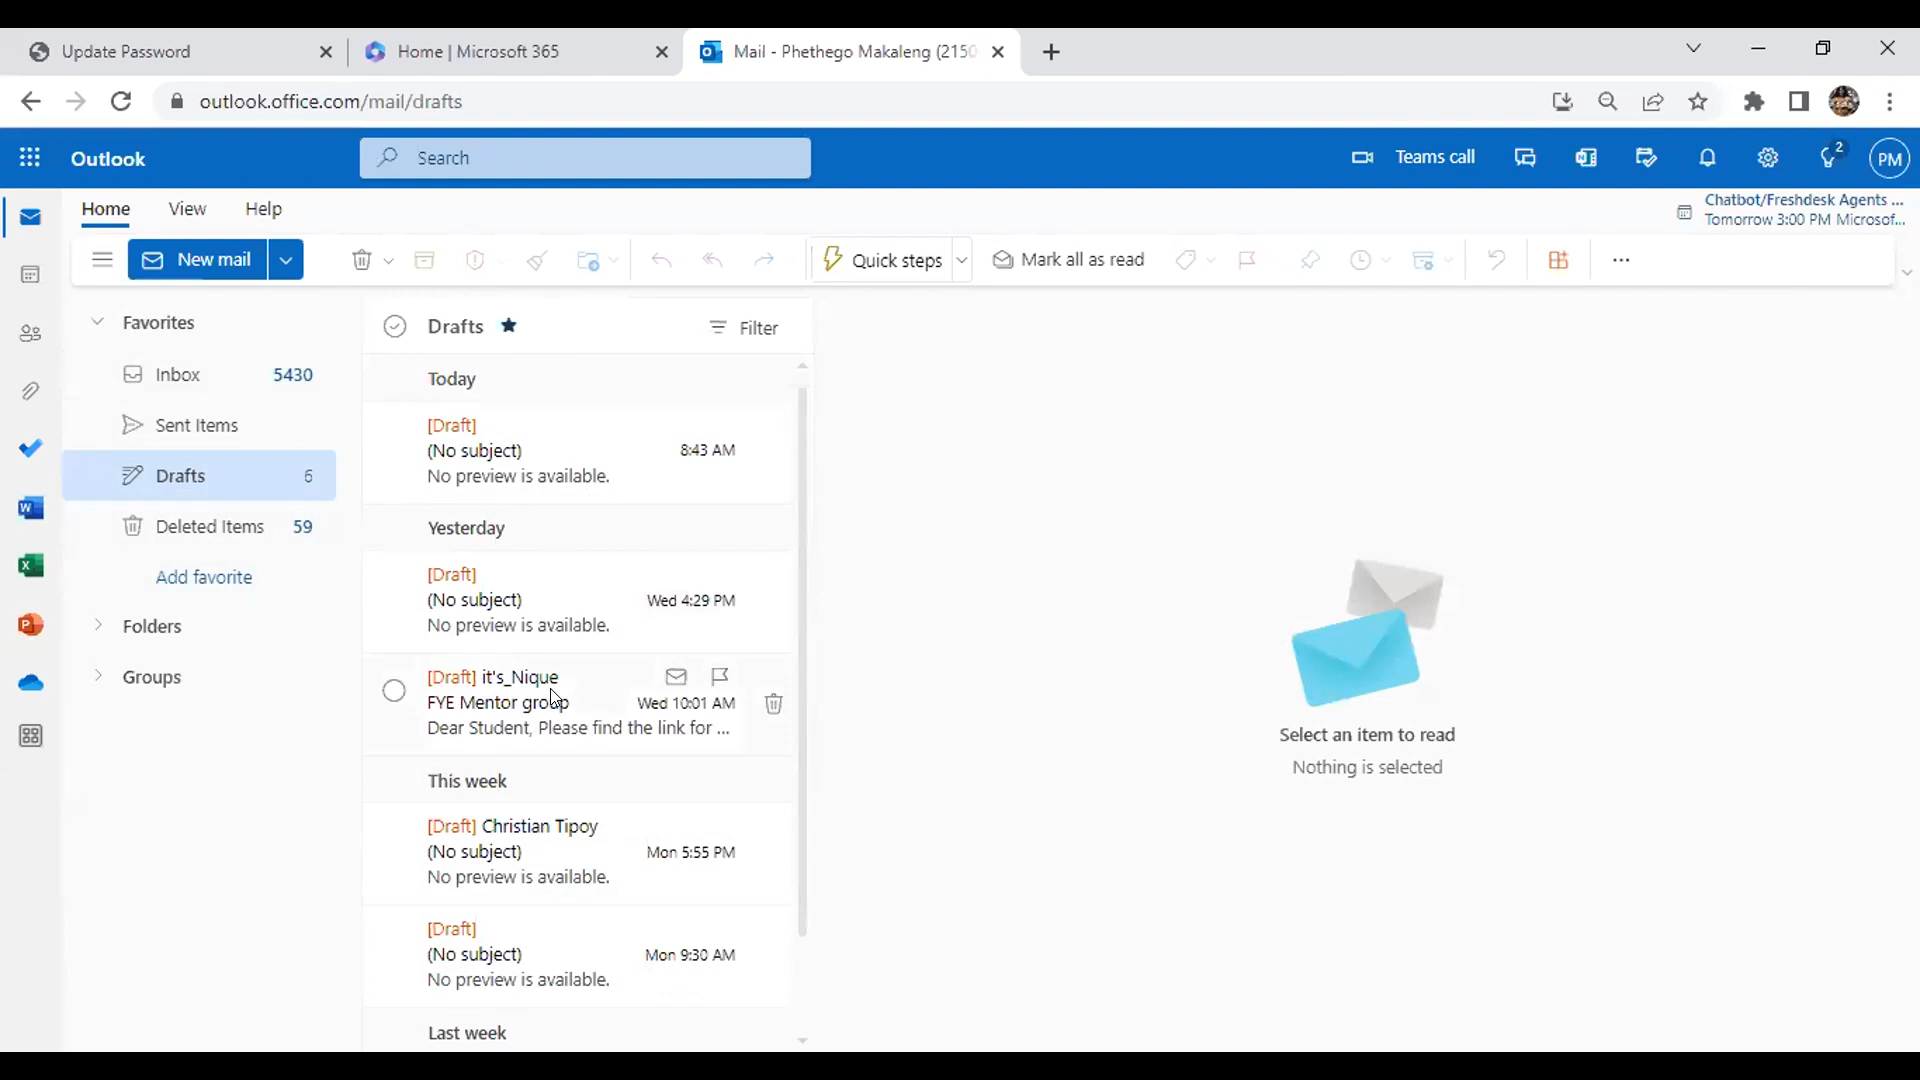 Update Password
Home | Microsoft 365
Mail - Phethego Makaleng (2150
outlook.office.com/mail/drafts
Outlook
Search
Teams call
2
PM
Home
View
Help
Chatbot/Freshdesk Agents ...
Tomorrow 3:00 PM Microsof...
New mail
Quick steps
Mark all as read
Favorites
Inbox 5430
Sent Items
Drafts 6
Deleted Items 59
Add favorite
Folders
Groups
Drafts
Filter
Today
[Draft]
(No subject) 8:43 AM
No preview is available.
Yesterday
[Draft]
(No subject) Wed 4:29 PM
No preview is available.
[Draft] it's_Nique
FYE Mentor group Wed 10:01 AM
Dear Student, Please find the link for ...
This week
[Draft] Christian Tipoy
(No subject) Mon 5:55 PM
No preview is available.
[Draft]
(No subject) Mon 9:30 AM
No preview is available.
Last week
Select an item to read
Nothing is selected